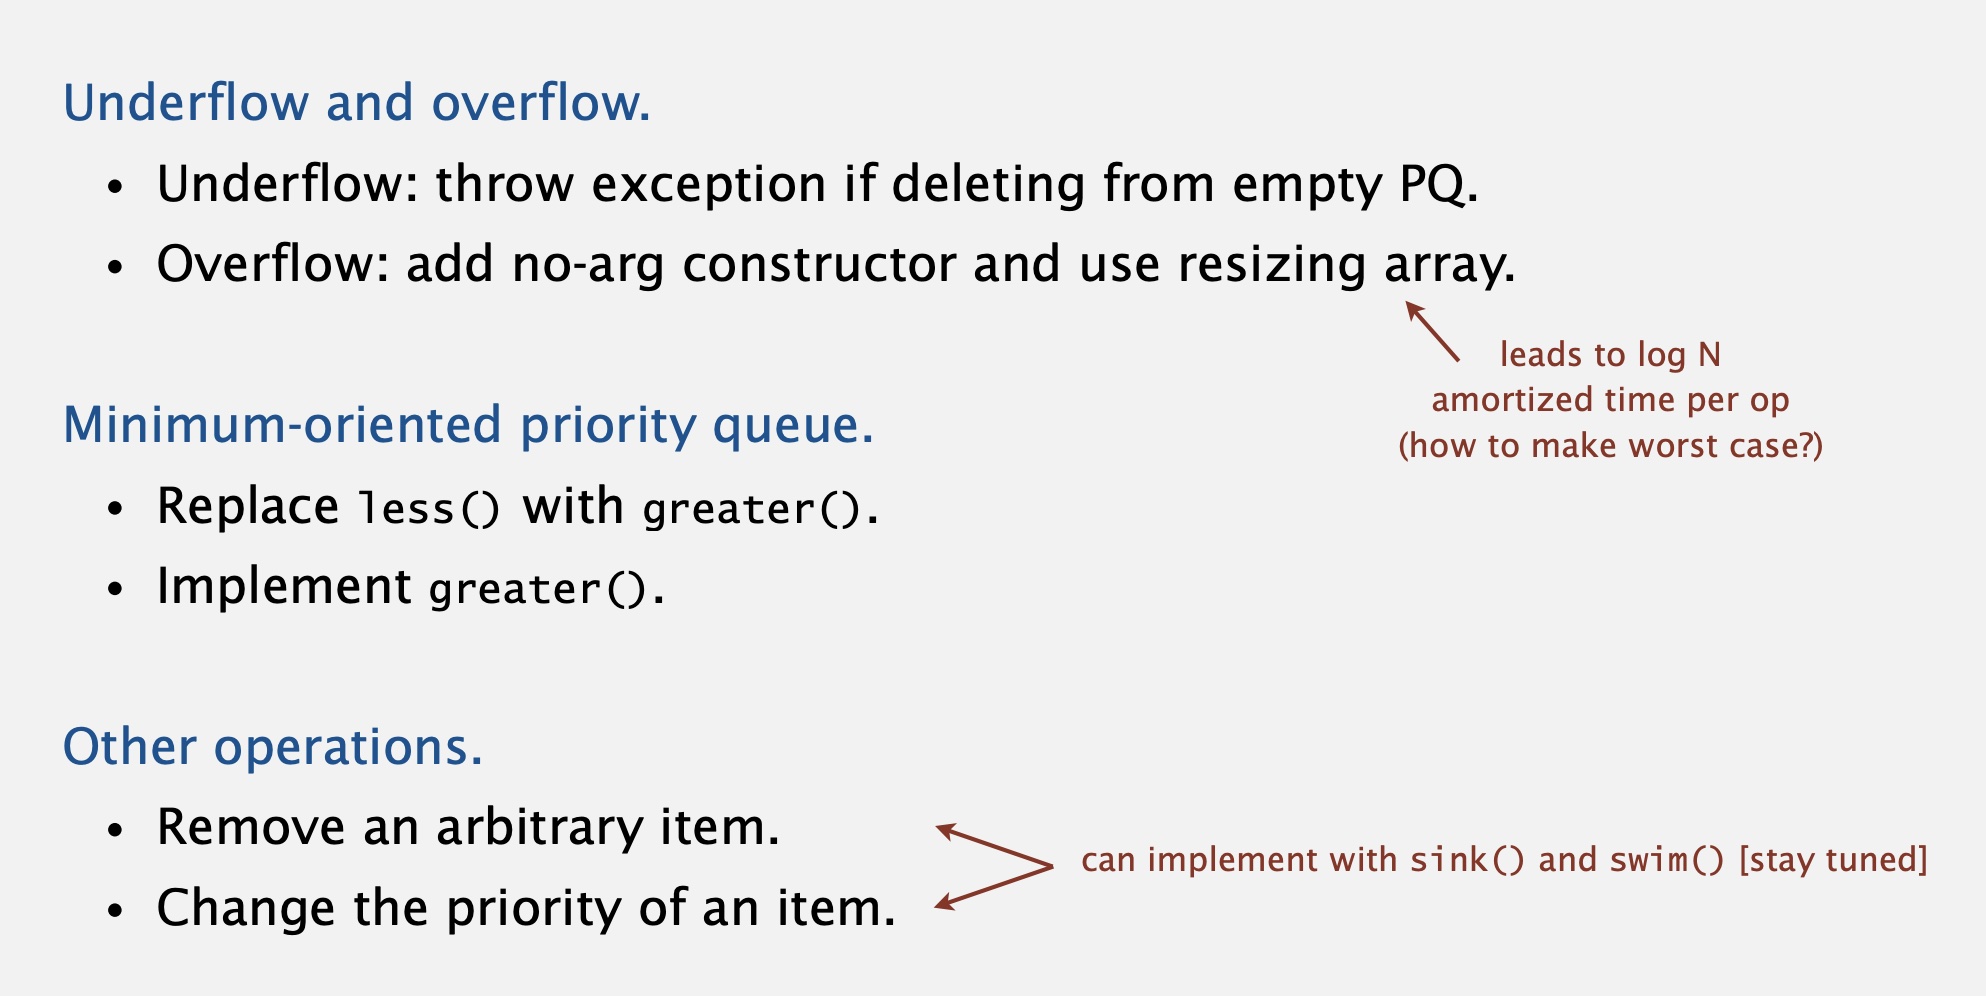 Underflow and overflow.
• Underflow: throw exception if deleting from empty PQ.
• Overflow: add no-arg constructor and use resizing array.
leads to log N
amortized time per op
(how to make worst case?)
Minimum-oriented priority queue.
• Replace less() with greater().
• Implement greater().
Other operations.
• Remove an arbitrary item.
can implement with sink() and swim() [stay tuned]
• Change the priority of an item.